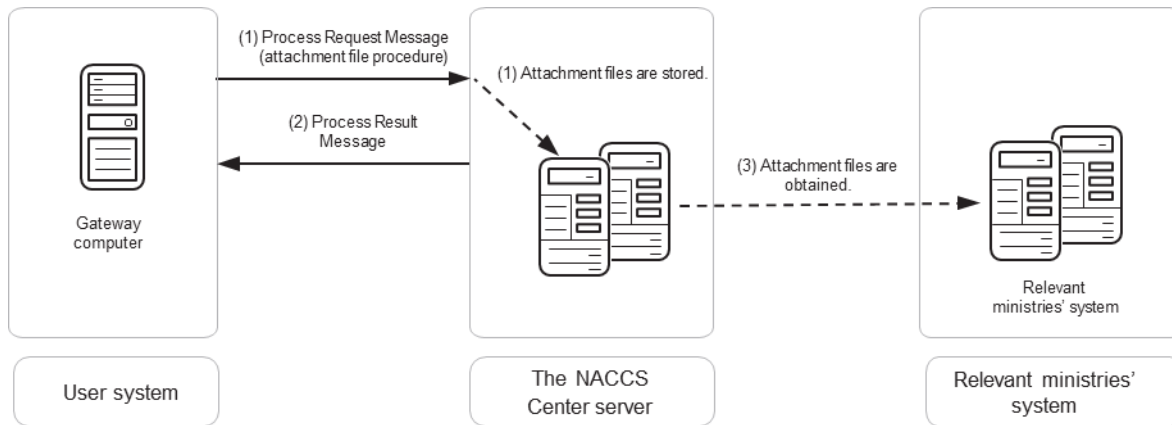 (1) Process Request Message
(attachment file procedure)
(1) Attachment files are stored.
(2) Process Result
Message
(3) Attachment files are
obtained.
Gateway
computer
Relevant
ministries’ system
User system
The NACCS
Center server
Relevant ministries’
system